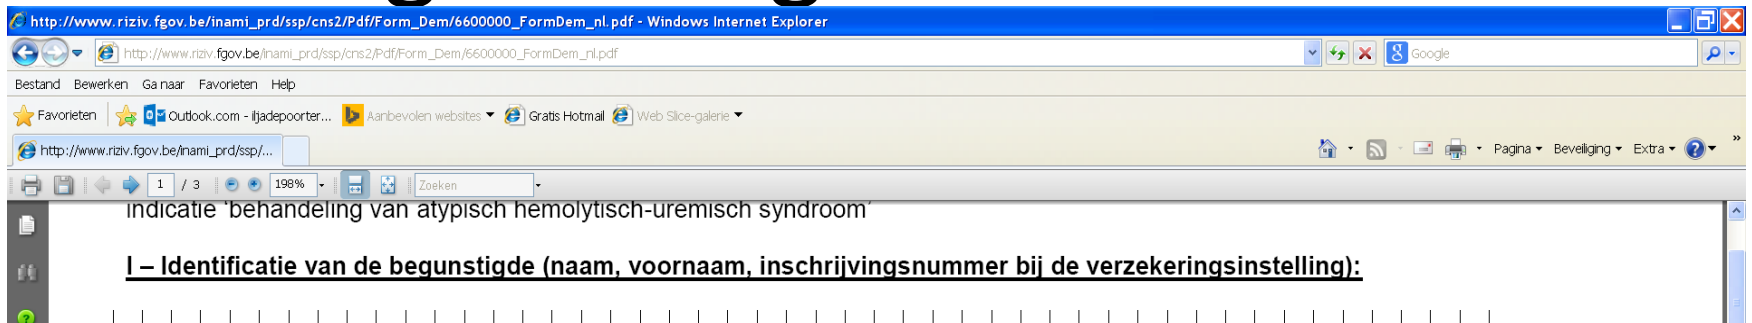 http://www.riziv.fgov.be/inami_prd/ssp/cns2/Pdf/Form_Dem/6600000_FormDem_nl.pdf - Windows Internet Explorer
http://www.riziv.fgov.be/inami_prd/ssp/cns2/Pdf/Form_Dem/6600000_FormDem_nl.pdf Google
Bestand Bewerken Ga naar Favorieten Help
Favorieten Outlook.com - iljadepoorter... Aanbevolen websites Gratis Hotmail Web Slice-galerie
http://www.riziv.fgov.be/inami_prd/ssp/... Pagina Beveiliging Extra »
1 / 3 198% Zoeken
indicatie ‘behandeling van atypisch hemolytisch-uremisch syndroom’
I – Identificatie van de begunstigde (naam, voornaam, inschrijvingsnummer bij de verzekeringsinstelling):